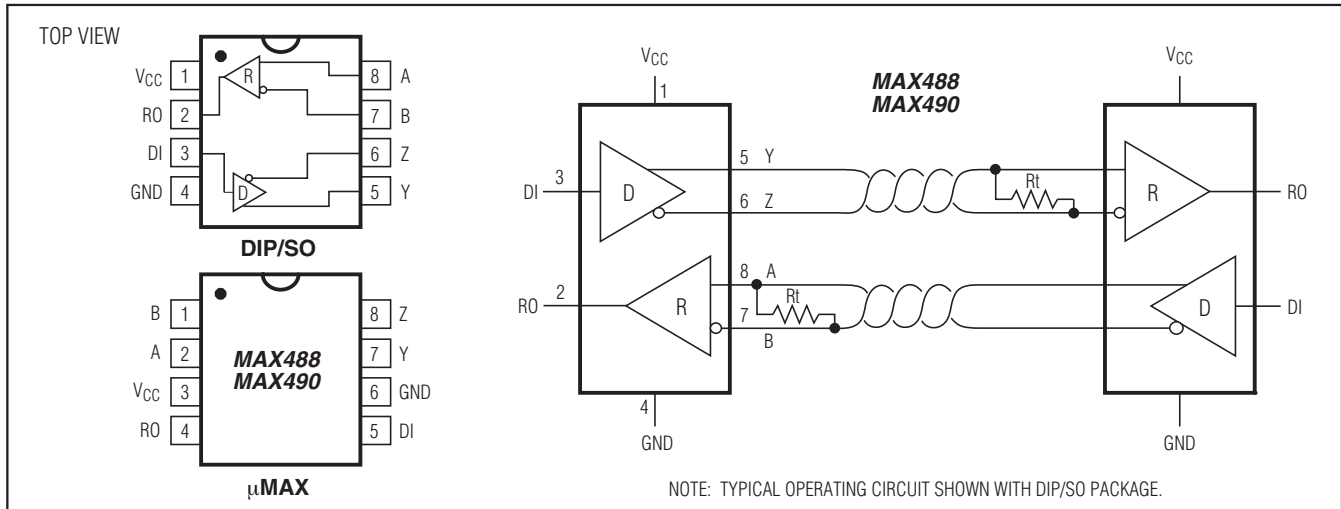 TOP VIEW
VCC 1
RO 2
DI 3
GND 4
R
D
8 A
7 B
6 Z
5 Y
DIP/SO
B 1
A 2
VCC 3
RO 4
MAX488
MAX490
8 Z
7 Y
6 GND
5 DI
µMAX
VCC
1
MAX488
MAX490
VCC
DI 3
D
5 Y
6 Z
Rt
R
RO
RO 2
R
8 A
7
B
Rt
D
DI
4
GND
GND
NOTE: TYPICAL OPERATING CIRCUIT SHOWN WITH DIP/SO PACKAGE.